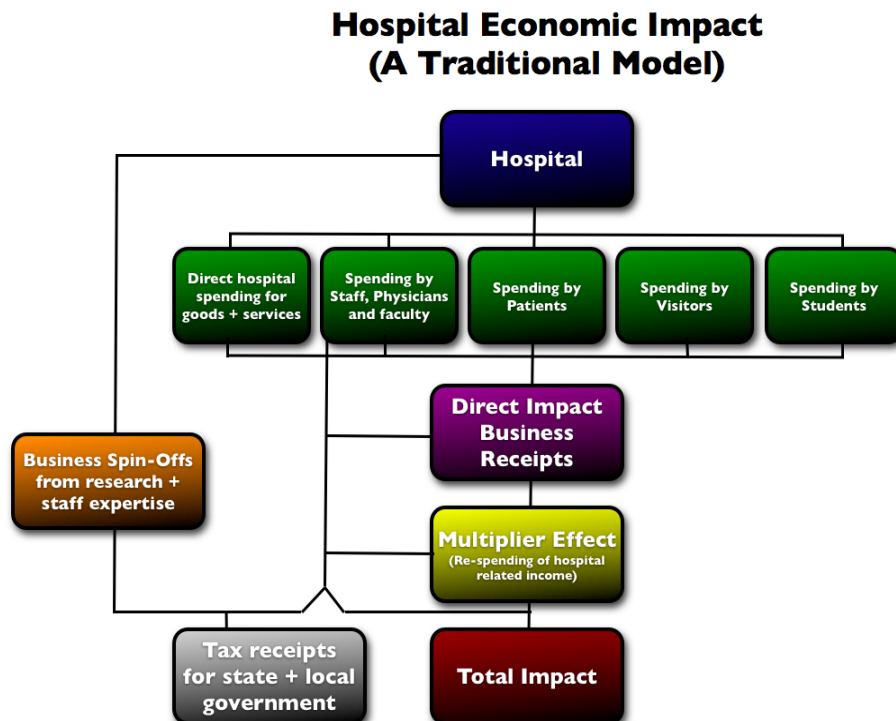 Hospital Economic Impact
(A Traditional Model)
Hospital
Direct hospital
spending for
goods + services
Spending by
Staff, Physicians
and faculty
Spending by
Patients
Spending by
Visitors
Spending by
Students
Direct Impact
Business
Receipts
Business Spin-Offs
from research +
staff expertise
Multiplier Effect
(Re-spending of hospital
related income)
Tax receipts
for state + local
government
Total Impact